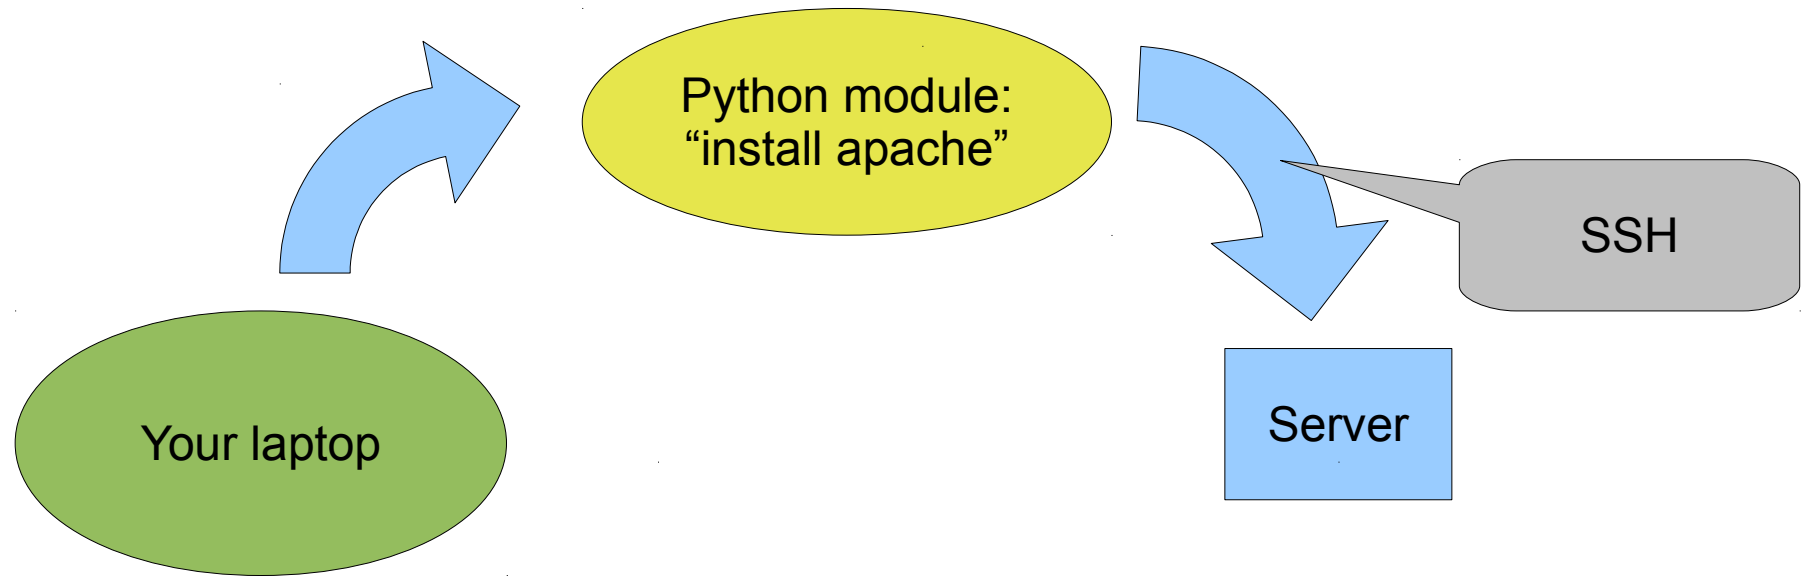 Python module:
“install apache”
SSH
Server
Your laptop